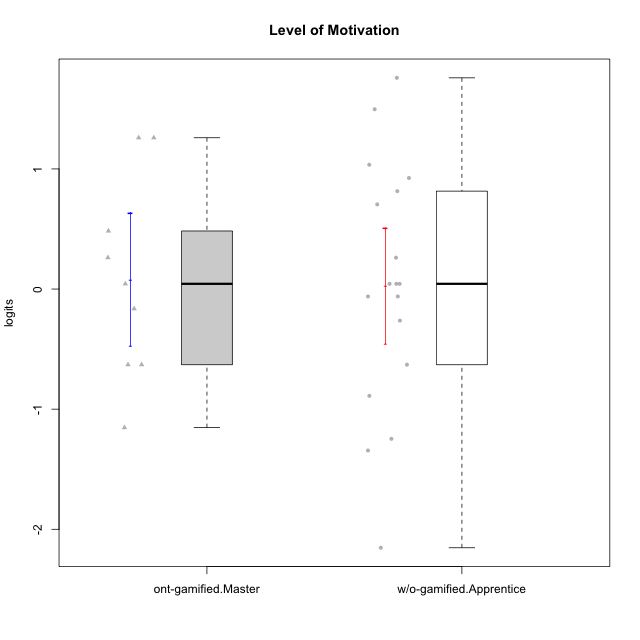 Level of Motivation
logits
1
0
-1
-2
ont-gamified.Master
w/o-gamified.Apprentice